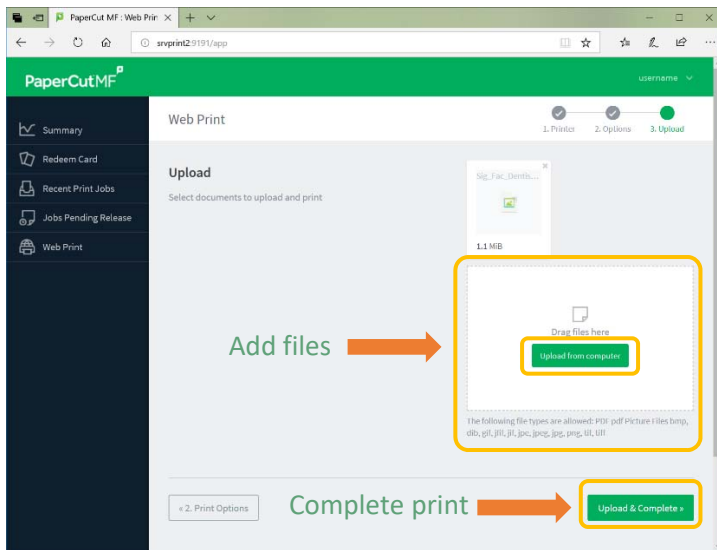 PaperCut MF : Web Prin
srvprint2:9191/app
PaperCutMF
username
Summary
Redeem Card
Recent Print Jobs
Jobs Pending Release
Web Print
Web Print
1. Printer
2. Options
3. Upload
Upload
Select documents to upload and print
Sig_Fac_Dentis...
1.1 MiB
Add files
Drag files here
Upload from computer
The following file types are allowed: PDF pdf Picture Files bmp,
dib, gif, jfif, jif, jpe, jpeg, jpg, png, tif, tiff
« 2. Print Options
Complete print
Upload & Complete »